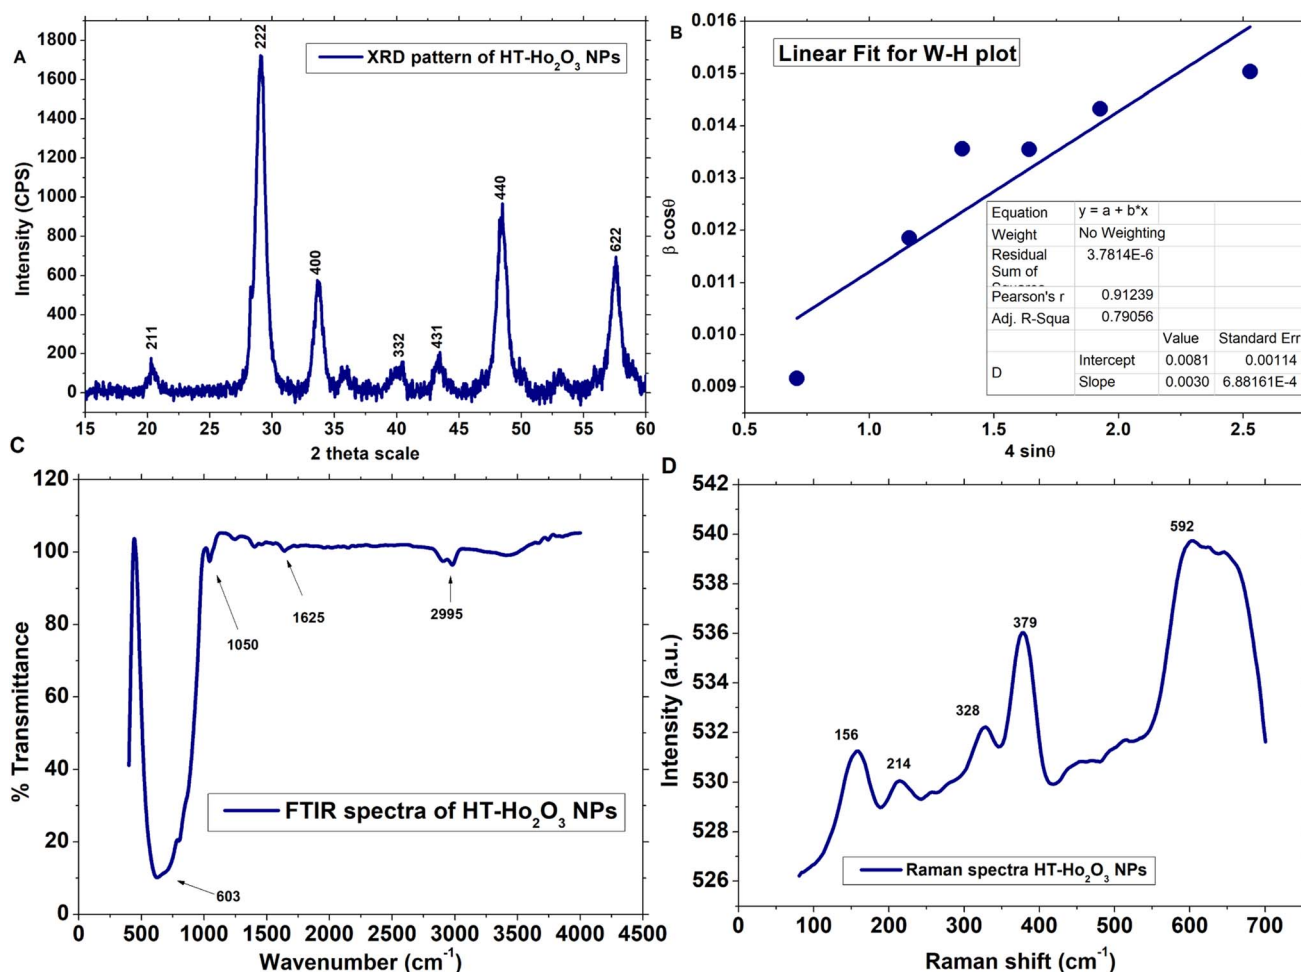 A
XRD pattern of HT-Ho₂O₃ NPs
1800
1600
1400
1200
1000
800
600
400
200
0
Intensity (CPS)
211
222
400
332
431
440
622
15 20 25 30 35 40 45 50 55 60
2 theta scale
B
Linear Fit for W-H plot
0.016
0.015
0.014
0.013
0.012
0.011
0.010
0.009
β cosθ
Equation y = a + b*x
Weight No Weighting
Residual 3.7814E-6
Sum of
Pearson's r 0.91239
Adj. R-Squa 0.79056
Value Standard Err
D
Intercept 0.0081 0.00114
Slope 0.0030 6.88161E-4
0.5 1.0 1.5 2.0 2.5
4 sinθ
C
120
100
80
60
40
20
0
% Transmittance
1050
1625
2995
603
FTIR spectra of HT-Ho₂O₃ NPs
0 500 1000 1500 2000 2500 3000 3500 4000 4500
Wavenumber (cm⁻¹)
D
542
540
538
536
534
532
530
528
526
Intensity (a.u.)
156
214
328
379
592
Raman spectra HT-Ho₂O₃ NPs
0 100 200 300 400 500 600 700
Raman shift (cm⁻¹)